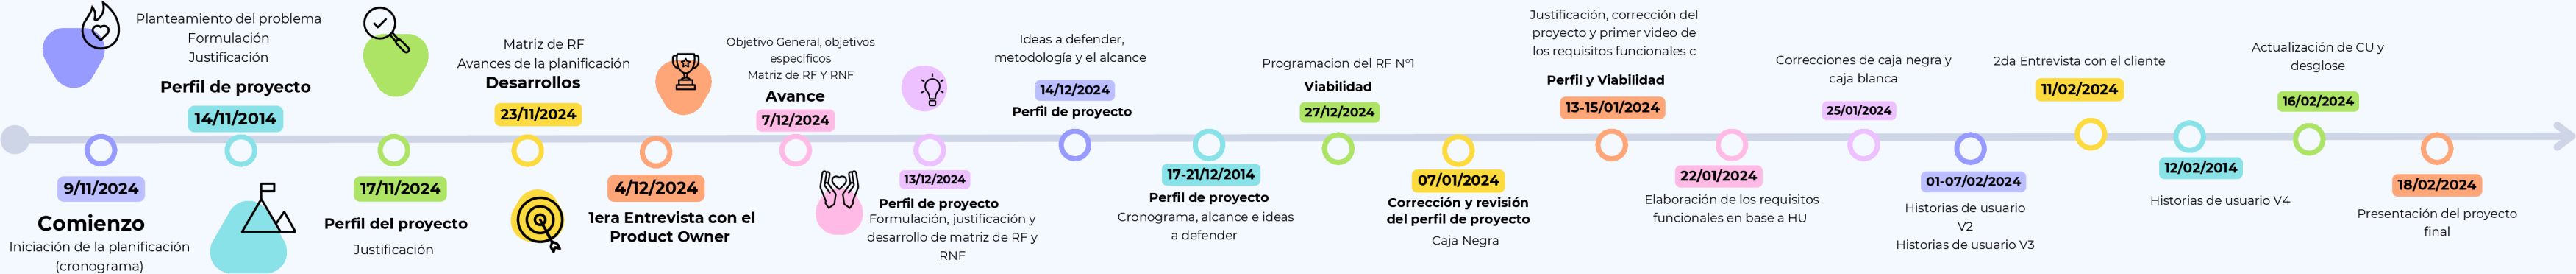 9/11/2024
Comienzo
Iniciación de la planificación
(cronograma)
Planteamiento del problema
Formulación
Justificación
Perfil de proyecto
14/11/2014
17/11/2024
Perfil del proyecto
Justificación
Matriz de RF
Avances de la planificación
Desarrollos
23/11/2024
4/12/2024
1era Entrevista con el
Product Owner
Objetivo General, objetivos
especificos
Matriz de RF Y RNF
Avance
7/12/2024
13/12/2024
Perfil de proyecto
Formulación, justificación y
desarrollo de matriz de RF y
RNF
Ideas a defender,
metodología y el alcance
14/12/2024
Perfil de proyecto
17-21/12/2014
Perfil de proyecto
Cronograma, alcance e ideas
a defender
Programacion del RF N°1
Viabilidad
27/12/2024
07/01/2024
Corrección y revisión
del perfil de proyecto
Caja Negra
Justificación, corrección del
proyecto y primer video de
los requisitos funcionales c
Perfil y Viabilidad
13-15/01/2024
22/01/2024
Elaboración de los requisitos
funcionales en base a HU
Correcciones de caja negra y
caja blanca
25/01/2024
01-07/02/2024
Historias de usuario
V2
Historias de usuario V3
2da Entrevista con el cliente
11/02/2024
12/02/2014
Historias de usuario V4
Actualización de CU y
desglose
16/02/2024
18/02/2024
Presentación del proyecto
final